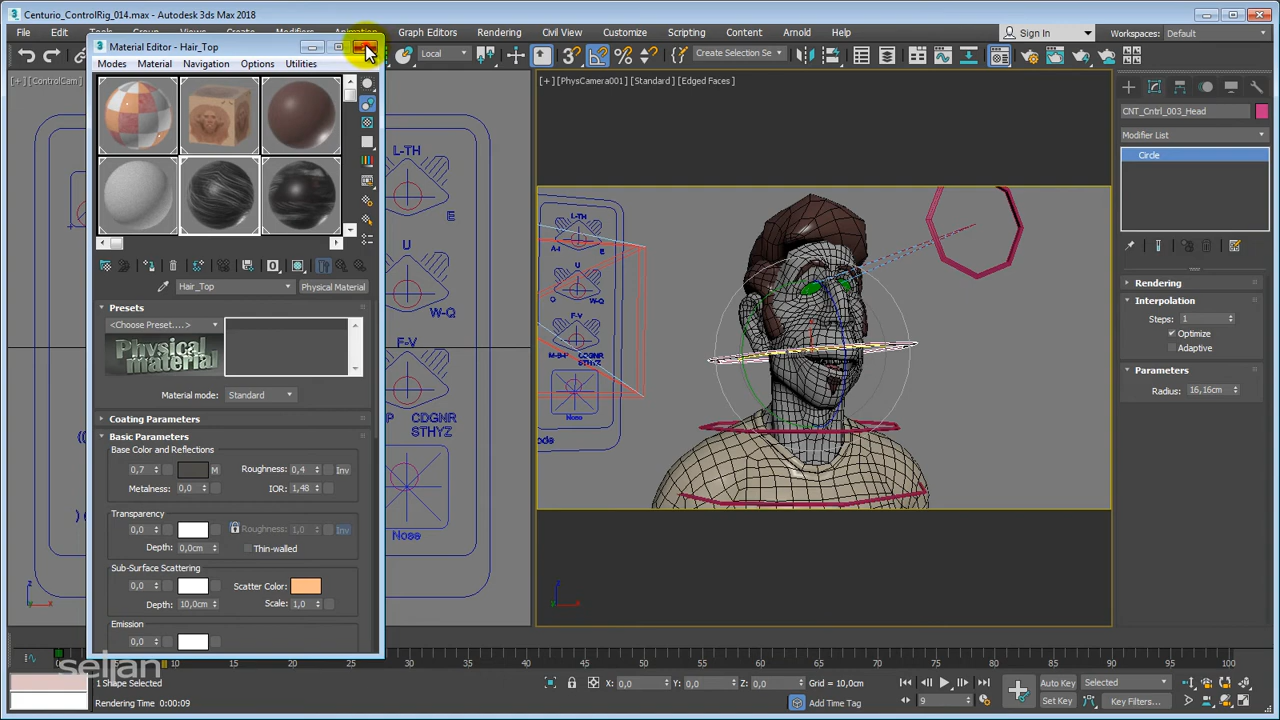 Centurio_ControlRig_014.max - Autodesk 3ds Max 2018
File
Graph Editors Rendering Civil View Customize Scripting Content Arnold Help
Sign In
Workspaces: Default
Material Editor - Hair_Top
Modes Material Navigation Options Utilities
Local
Create Selection Se
[+] [ControlCam]
[+] [PhysCamera001] [Standard] [Edged Faces]
CNT_Cntrl_003_Head
Modifier List
Circle
L-TH
E
U
W-Q
F-V
CDGNR
STHYZ
Nose
L-TH
E
U
O W-Q
F-V
M-B-P CDGNR
STHYZ
Nose
Hair_Top
Physical Material
Presets
<Choose Preset....>
Physical
material
Material mode: Standard
Coating Parameters
Basic Parameters
Base Color and Reflections
0,7 M Roughness: 0,4 Inv
Metalness: 0,0 IOR: 1,48
Transparency
0,0 Roughness: 1,0 Inv
Depth: 0,0cm Thin-walled
Sub-Surface Scattering
0,0 Scatter Color:
Depth: 10,0cm Scale: 1,0
Emission
0,0
Rendering
Interpolation
Steps: 1
Optimize
Adaptive
Parameters
Radius: 16,16cm
seljan
20 25 30 35 40 45 50 55 60 65 70 75 80 85 90 95 100
1 Shape Selected
Rendering Time 0:00:09
X: 0,0 Y: 0,0 Z: 0,0 Grid = 10,0cm
Add Time Tag
9
Auto Key Selected
Set Key Key Filters...